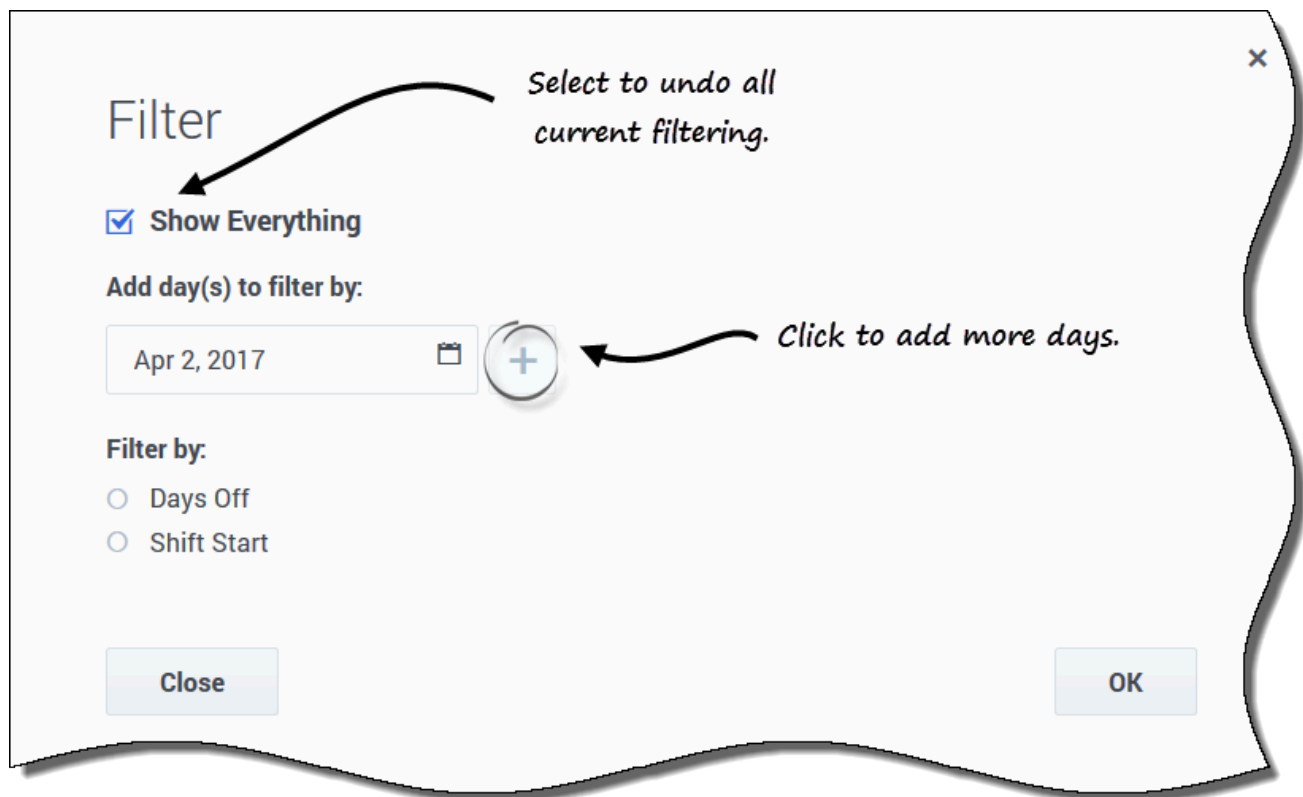 Select to undo all
current filtering.
Filter
Show Everything
Add day(s) to filter by:
Apr 2, 2017
Click to add more days.
Filter by:
Days Off
Shift Start
Close
OK